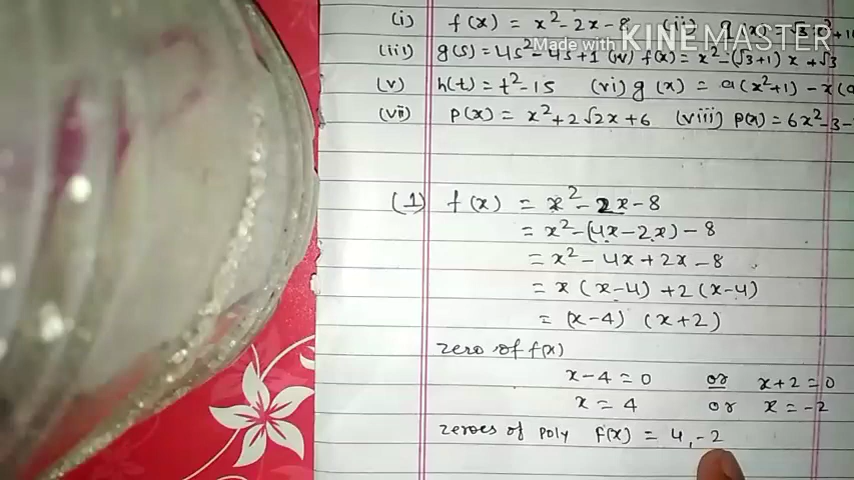 (i) f(x) = x²-2x-8 (ii) g(x) = √3x²+10
(iii) g(s) = 4s²-4s+1 (iv) f(x) = x²-(√3+1)x+√3
(v) h(t) = t²-15 (vi) g(x) = a(x²+1)-x(a
(vii) p(x) = x²+2√2x+6 (viii) p(x) = 6x²-3-
Made with KINEMASTER
(1) f(x) = x²-2x-8
= x²-(4x-2x)-8
= x²-4x+2x-8
= x(x-4)+2(x-4)
= (x-4) (x+2)
zero of f(x)
x-4=0 or x+2=0
x=4 or x=-2
zeroes of poly f(x) = 4,-2